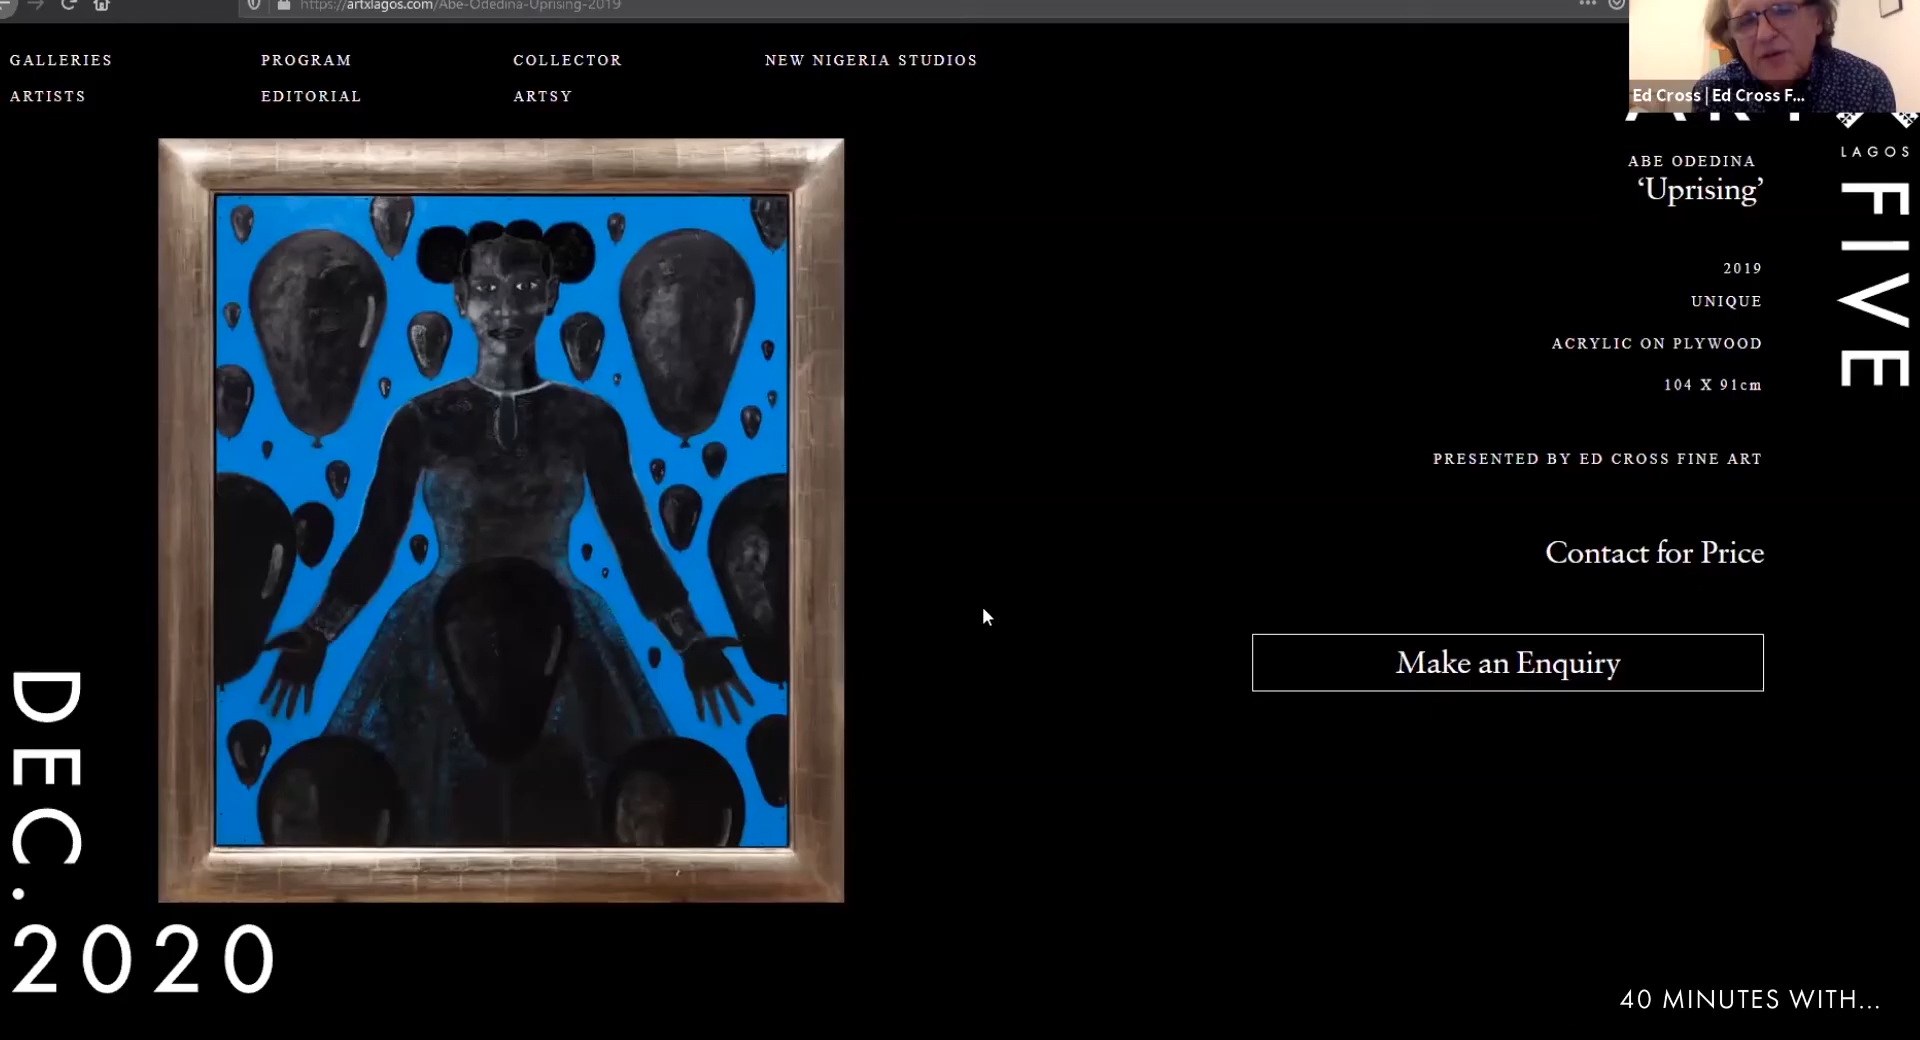 https://artxlagos.com/Abe-Odedina-Uprising-2019
GALLERIES
PROGRAM
COLLECTOR
NEW NIGERIA STUDIOS
ARTISTS
EDITORIAL
ARTSY
Ed Cross | Ed Cross F...
LAGOS
FIVE
ABE ODEDINA
‘Uprising’
2019
UNIQUE
ACRYLIC ON PLYWOOD
104 X 91cm
PRESENTED BY ED CROSS FINE ART
Contact for Price
Make an Enquiry
DEC.
2020
40 MINUTES WITH...